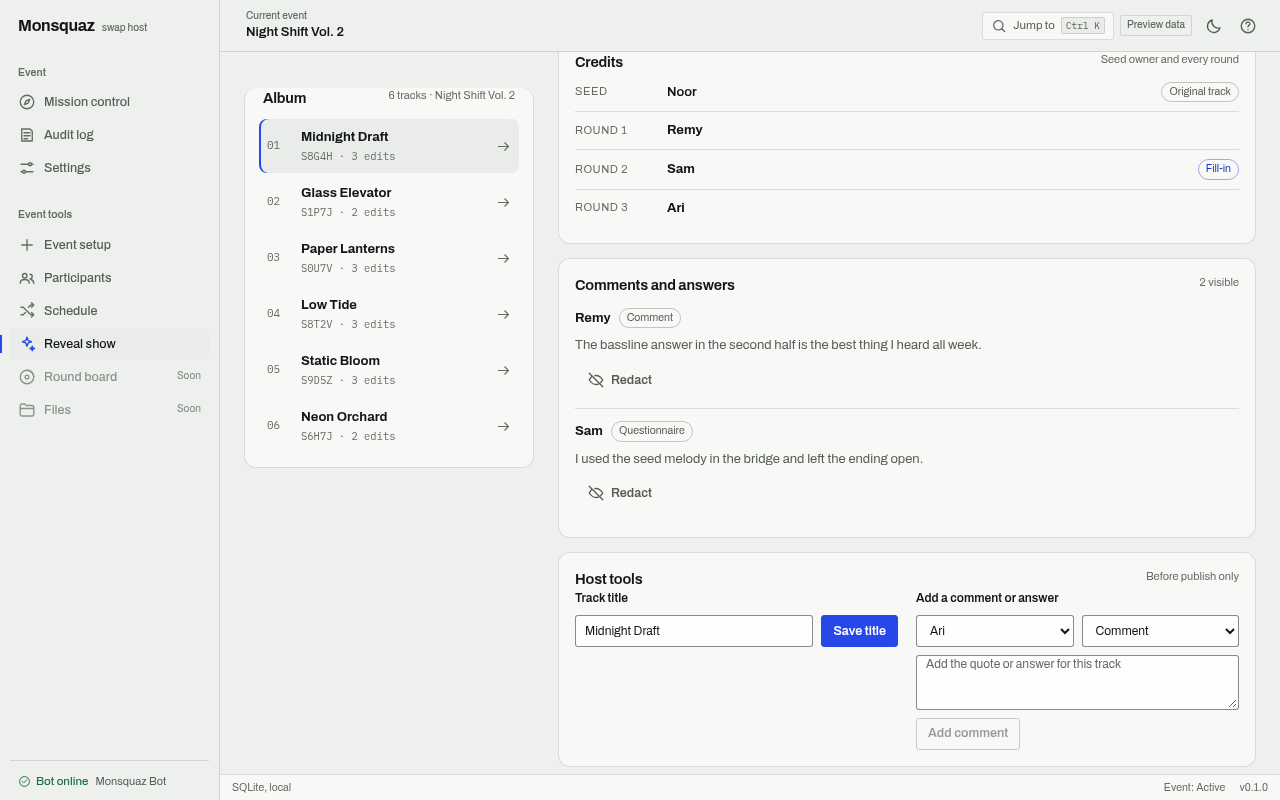 Monsquaz swap host
Event
Mission control
Audit log
Settings
Event tools
Event setup
Participants
Schedule
Reveal show
Round board Soon
Files Soon
Bot online Monsquaz Bot
Current event
Night Shift Vol. 2
Jump to Ctrl K
Preview data
Album 6 tracks · Night Shift Vol. 2
01 Midnight Draft
S8G4H · 3 edits
02 Glass Elevator
S1P7J · 2 edits
03 Paper Lanterns
S0U7V · 3 edits
04 Low Tide
S8T2V · 3 edits
05 Static Bloom
S9D5Z · 3 edits
06 Neon Orchard
S6H7J · 2 edits
Credits Seed owner and every round
SEED Noor Original track
ROUND 1 Remy
ROUND 2 Sam Fill-in
ROUND 3 Ari
Comments and answers 2 visible
Remy Comment
The bassline answer in the second half is the best thing I heard all week.
Redact
Sam Questionnaire
I used the seed melody in the bridge and left the ending open.
Redact
Host tools Before publish only
Track title
Midnight Draft Save title
Add a comment or answer
Ari Comment
Add the quote or answer for this track
Add comment
SQLite, local Event: Active v0.1.0